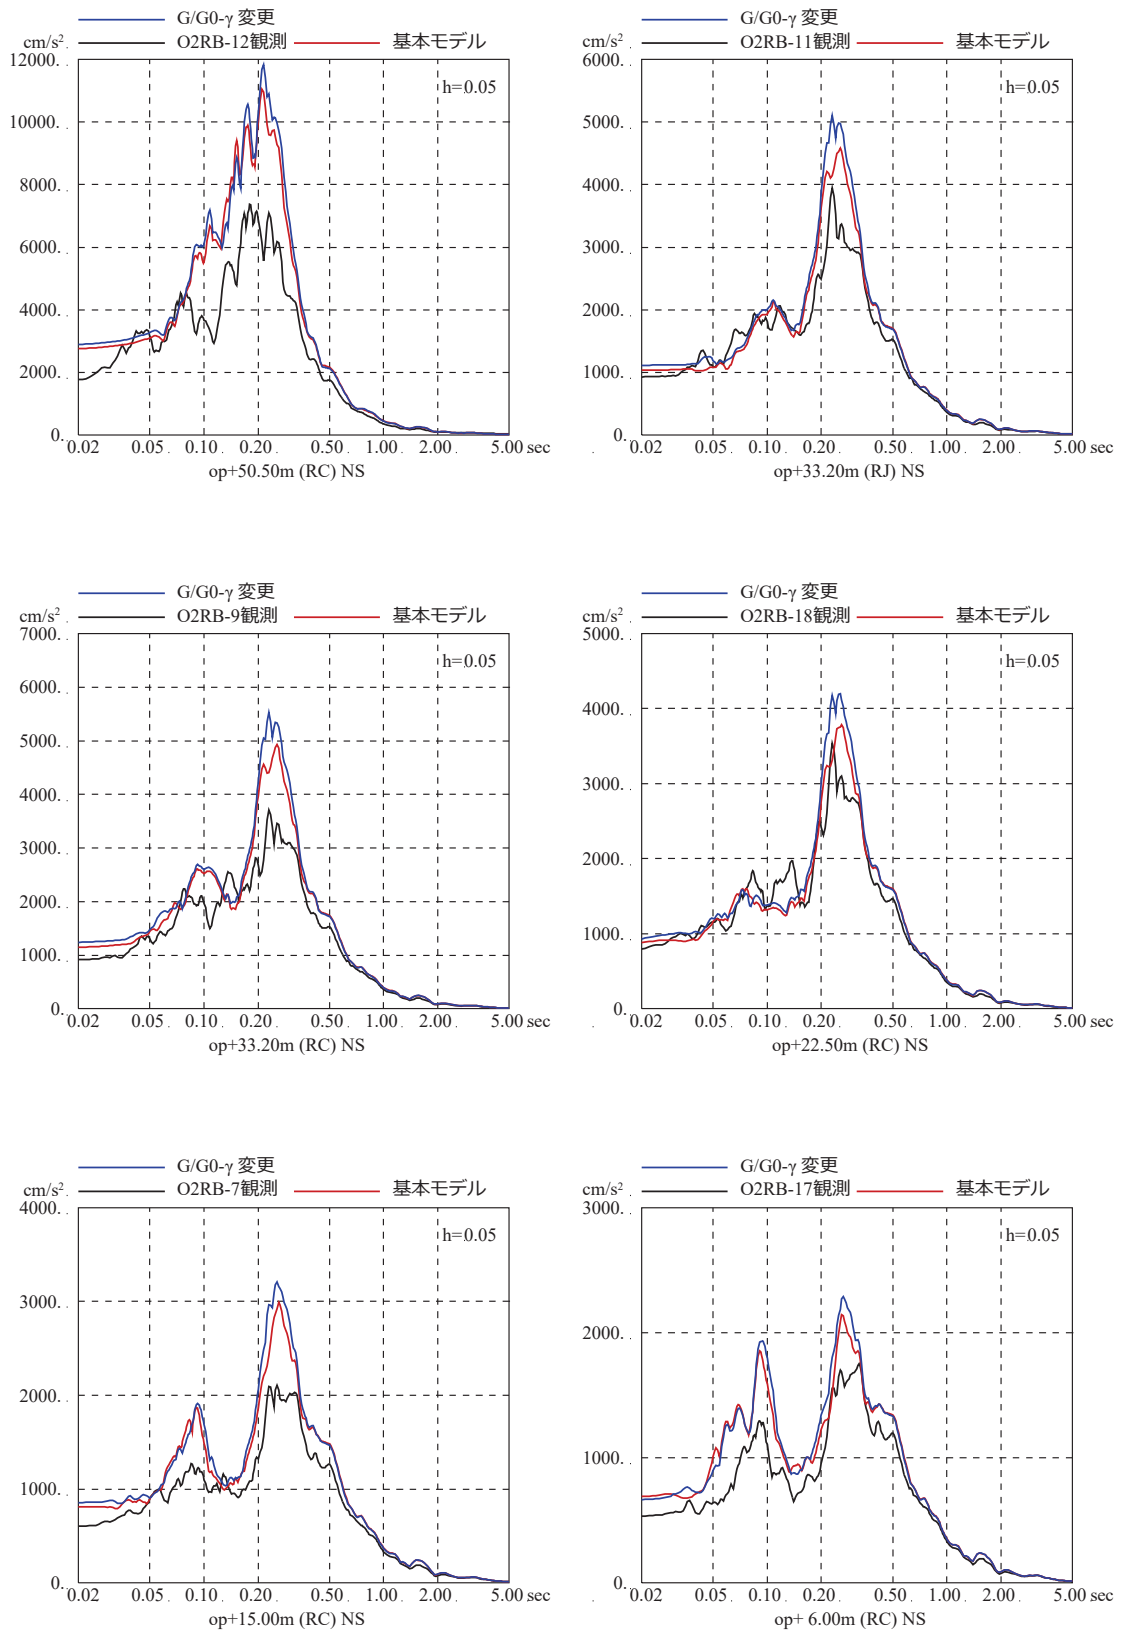 G/G0-γ 変更
cm/s²
O2RB-12観測
基本モデル
12000.
10000.
8000.
6000.
4000.
2000.
0.
h=0.05
0.02 0.05 0.10 0.20 0.50 1.00 2.00 5.00 sec
op+50.50m (RC) NS
G/G0-γ 変更
cm/s²
O2RB-11観測
基本モデル
6000.
5000.
4000.
3000.
2000.
1000.
0.
h=0.05
0.02 0.05 0.10 0.20 0.50 1.00 2.00 5.00 sec
op+33.20m (RJ) NS
G/G0-γ 変更
cm/s²
O2RB-9観測
基本モデル
7000.
6000.
5000.
4000.
3000.
2000.
1000.
0.
h=0.05
0.02 0.05 0.10 0.20 0.50 1.00 2.00 5.00 sec
op+33.20m (RC) NS
G/G0-γ 変更
cm/s²
O2RB-18観測
基本モデル
5000.
4000.
3000.
2000.
1000.
0.
h=0.05
0.02 0.05 0.10 0.20 0.50 1.00 2.00 5.00 sec
op+22.50m (RC) NS
G/G0-γ 変更
cm/s²
O2RB-7観測
基本モデル
4000.
3000.
2000.
1000.
0.
h=0.05
0.02 0.05 0.10 0.20 0.50 1.00 2.00 5.00 sec
op+15.00m (RC) NS
G/G0-γ 変更
cm/s²
O2RB-17観測
基本モデル
3000.
2000.
1000.
0.
h=0.05
0.02 0.05 0.10 0.20 0.50 1.00 2.00 5.00 sec
op+ 6.00m (RC) NS